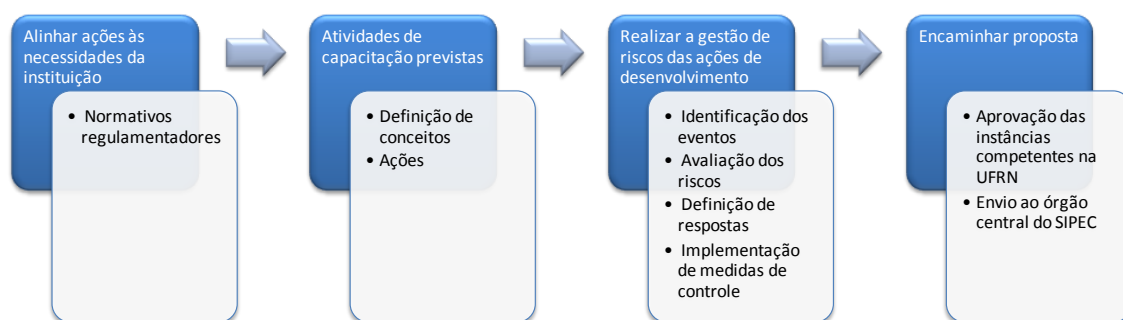 Alinhar ações às
necessidades da
instituição
• Normativos
regulamentadores
Atividades de
capacitação previstas
• Definição de
conceitos
• Ações
Realizar a gestão de
riscos das ações de
desenvolvimento
• Identificação dos
eventos
• Avaliação dos
riscos
• Definição de
respostas
• Implementação
de medidas de
controle
Encaminhar proposta
• Aprovação das
instâncias
competentes na
UFRN
• Envio ao órgão
central do SIPEC